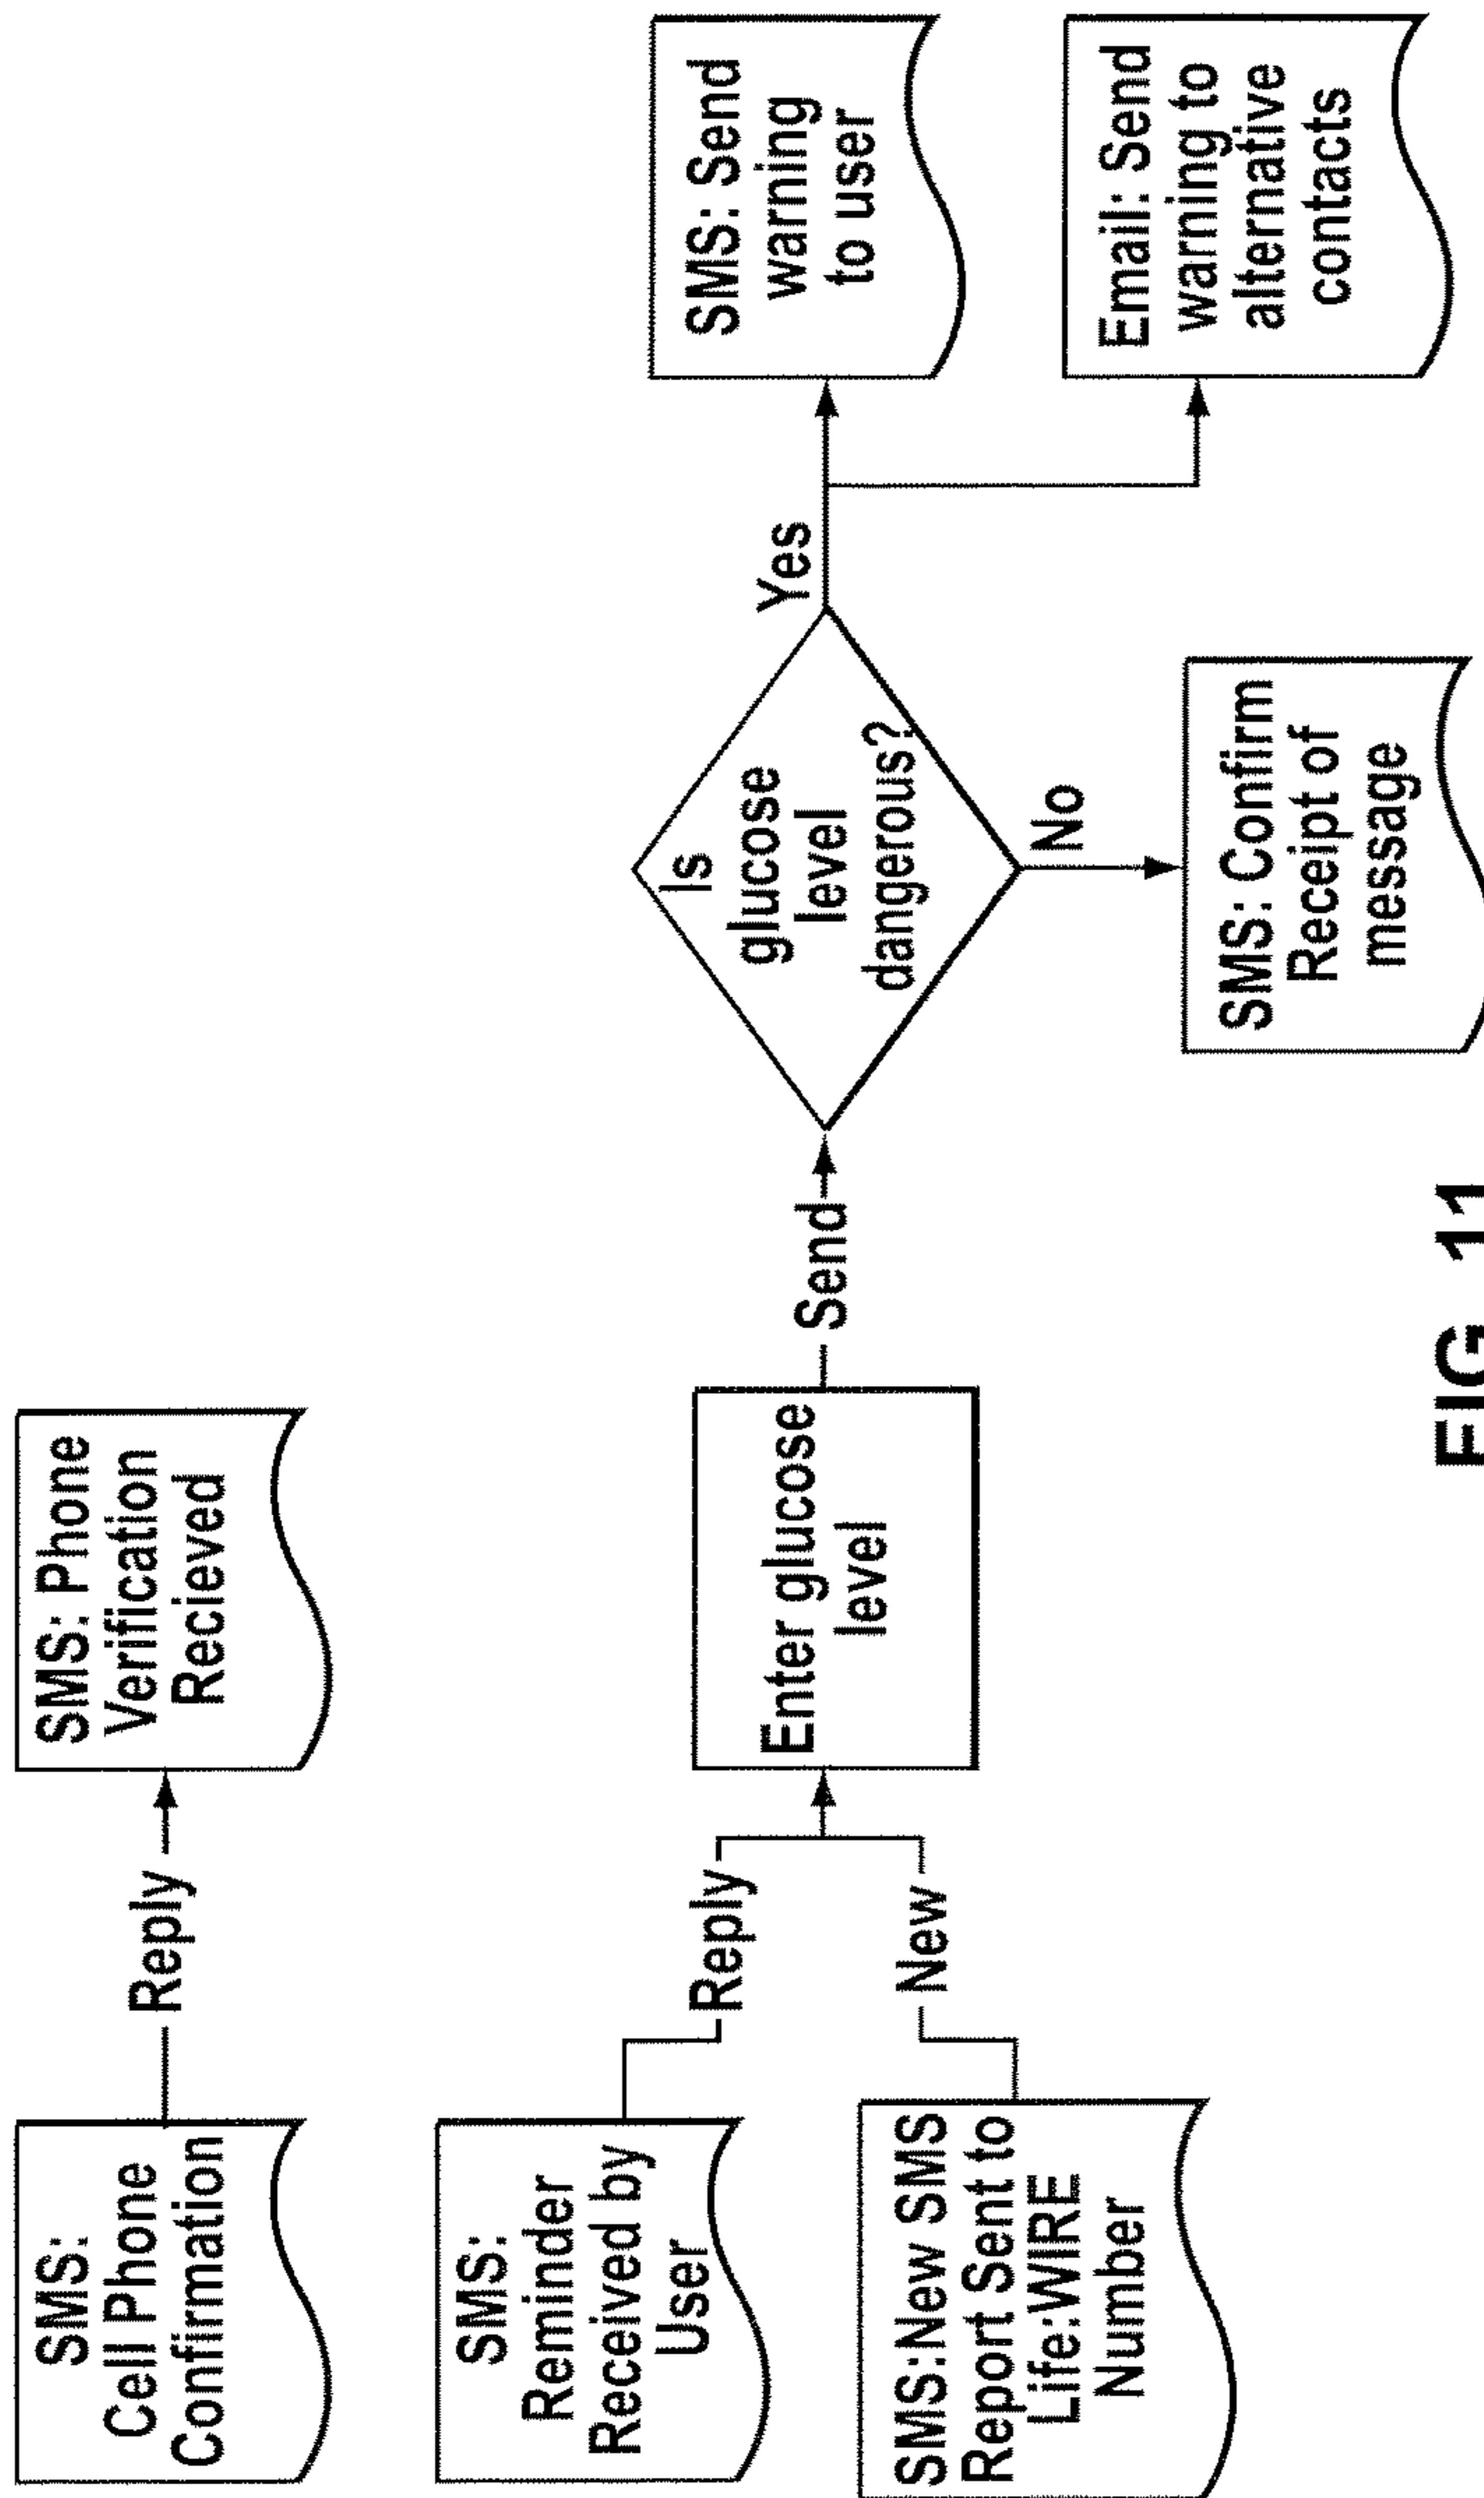 SMS:
Cell Phone
Confirmation
Reply
SMS: Phone
Verification
Recieved
SMS:
Reminder
Received by
User
Reply
SMS:New SMS
Report Sent to
Life:WIRE
Number
New
Enter glucose
level
Send
Is
glucose
level
dangerous?
Yes
No
SMS: Send
warning
to user
Email: Send
warning to
alternative
contacts
SMS: Confirm
Receipt of
message
FIG. 11